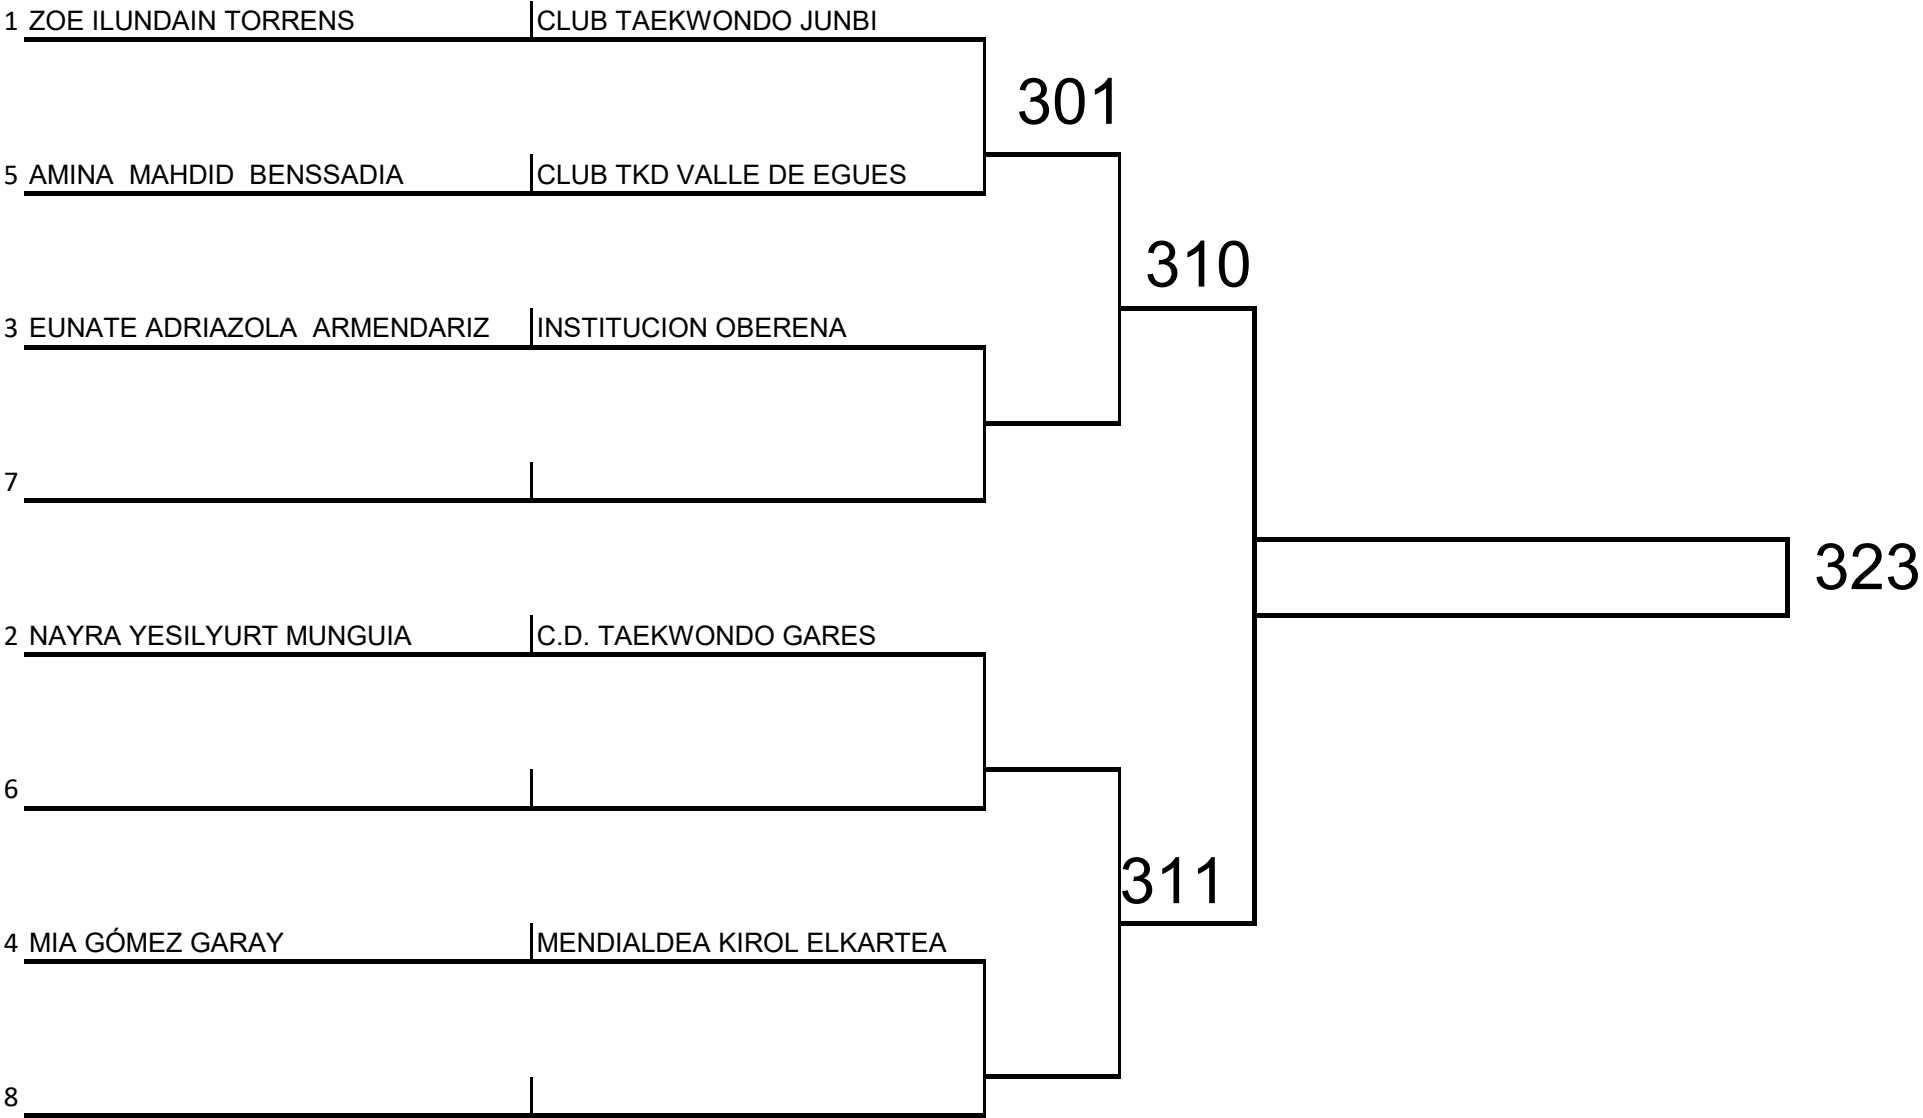 1 ZOE ILUNDAIN TORRENS CLUB TAEKWONDO JUNBI
301
5 AMINA MAHDID BENSSADIA CLUB TKD VALLE DE EGUES
310
3 EUNATE ADRIAZOLA ARMENDARIZ INSTITUCION OBERENA
7
323
2 NAYRA YESILYURT MUNGUIA C.D. TAEKWONDO GARES
6
311
4 MIA GÓMEZ GARAY MENDIALDEA KIROL ELKARTEA
8